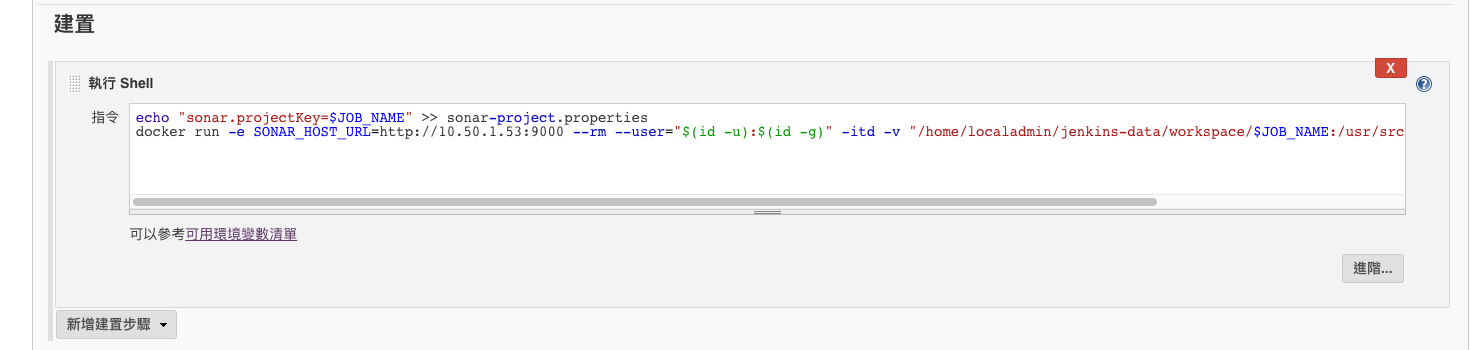 建置
執行 Shell
X
?
指令
echo "sonar.projectKey=$JOB_NAME" >> sonar-project.properties
docker run -e SONAR_HOST_URL=http://10.50.1.53:9000 --rm --user="$(id -u):$(id -g)" -itd -v "/home/localadmin/jenkins-data/workspace/$JOB_NAME:/usr/src
可以參考可用環境變數清單
進階...
新增建置步驟